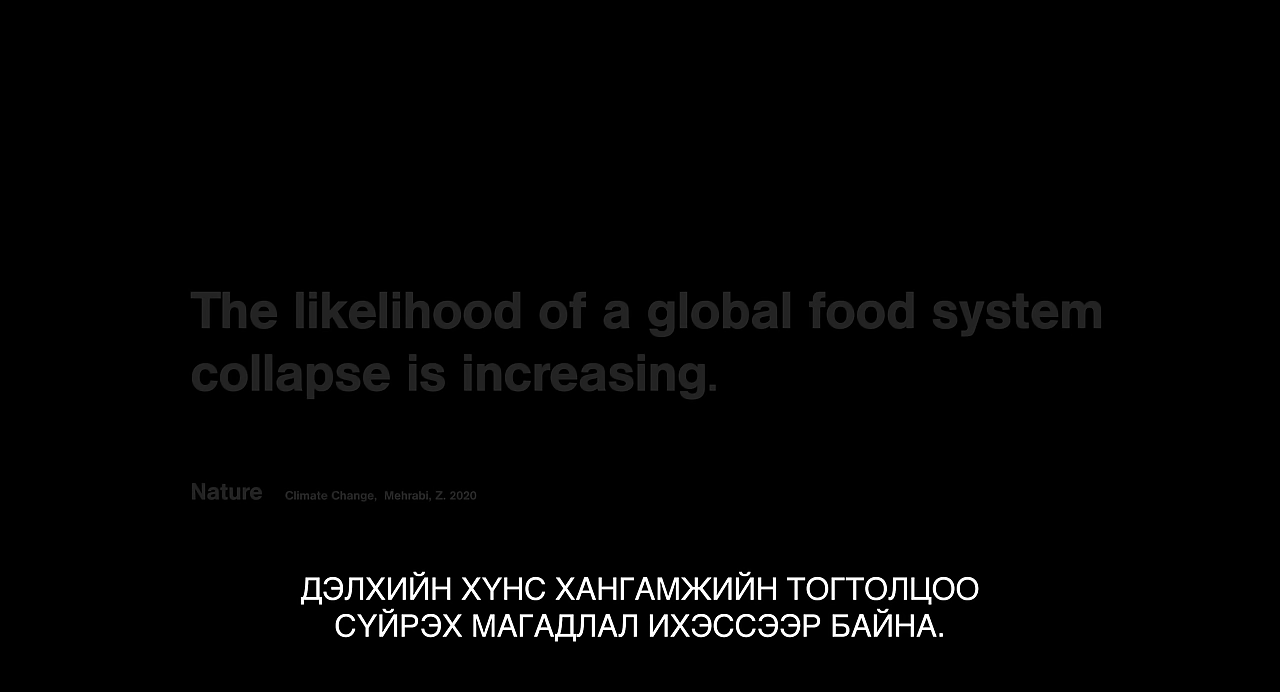 The likelihood of a global food system
collapse is increasing.
Nature Climate Change, Mehrabi, Z. 2020
ДЭЛХИЙН ХҮНС ХАНГАМЖИЙН ТОГТОЛЦОО
СҮЙРЭХ МАГАДЛАЛ ИХЭССЭЭР БАЙНА.